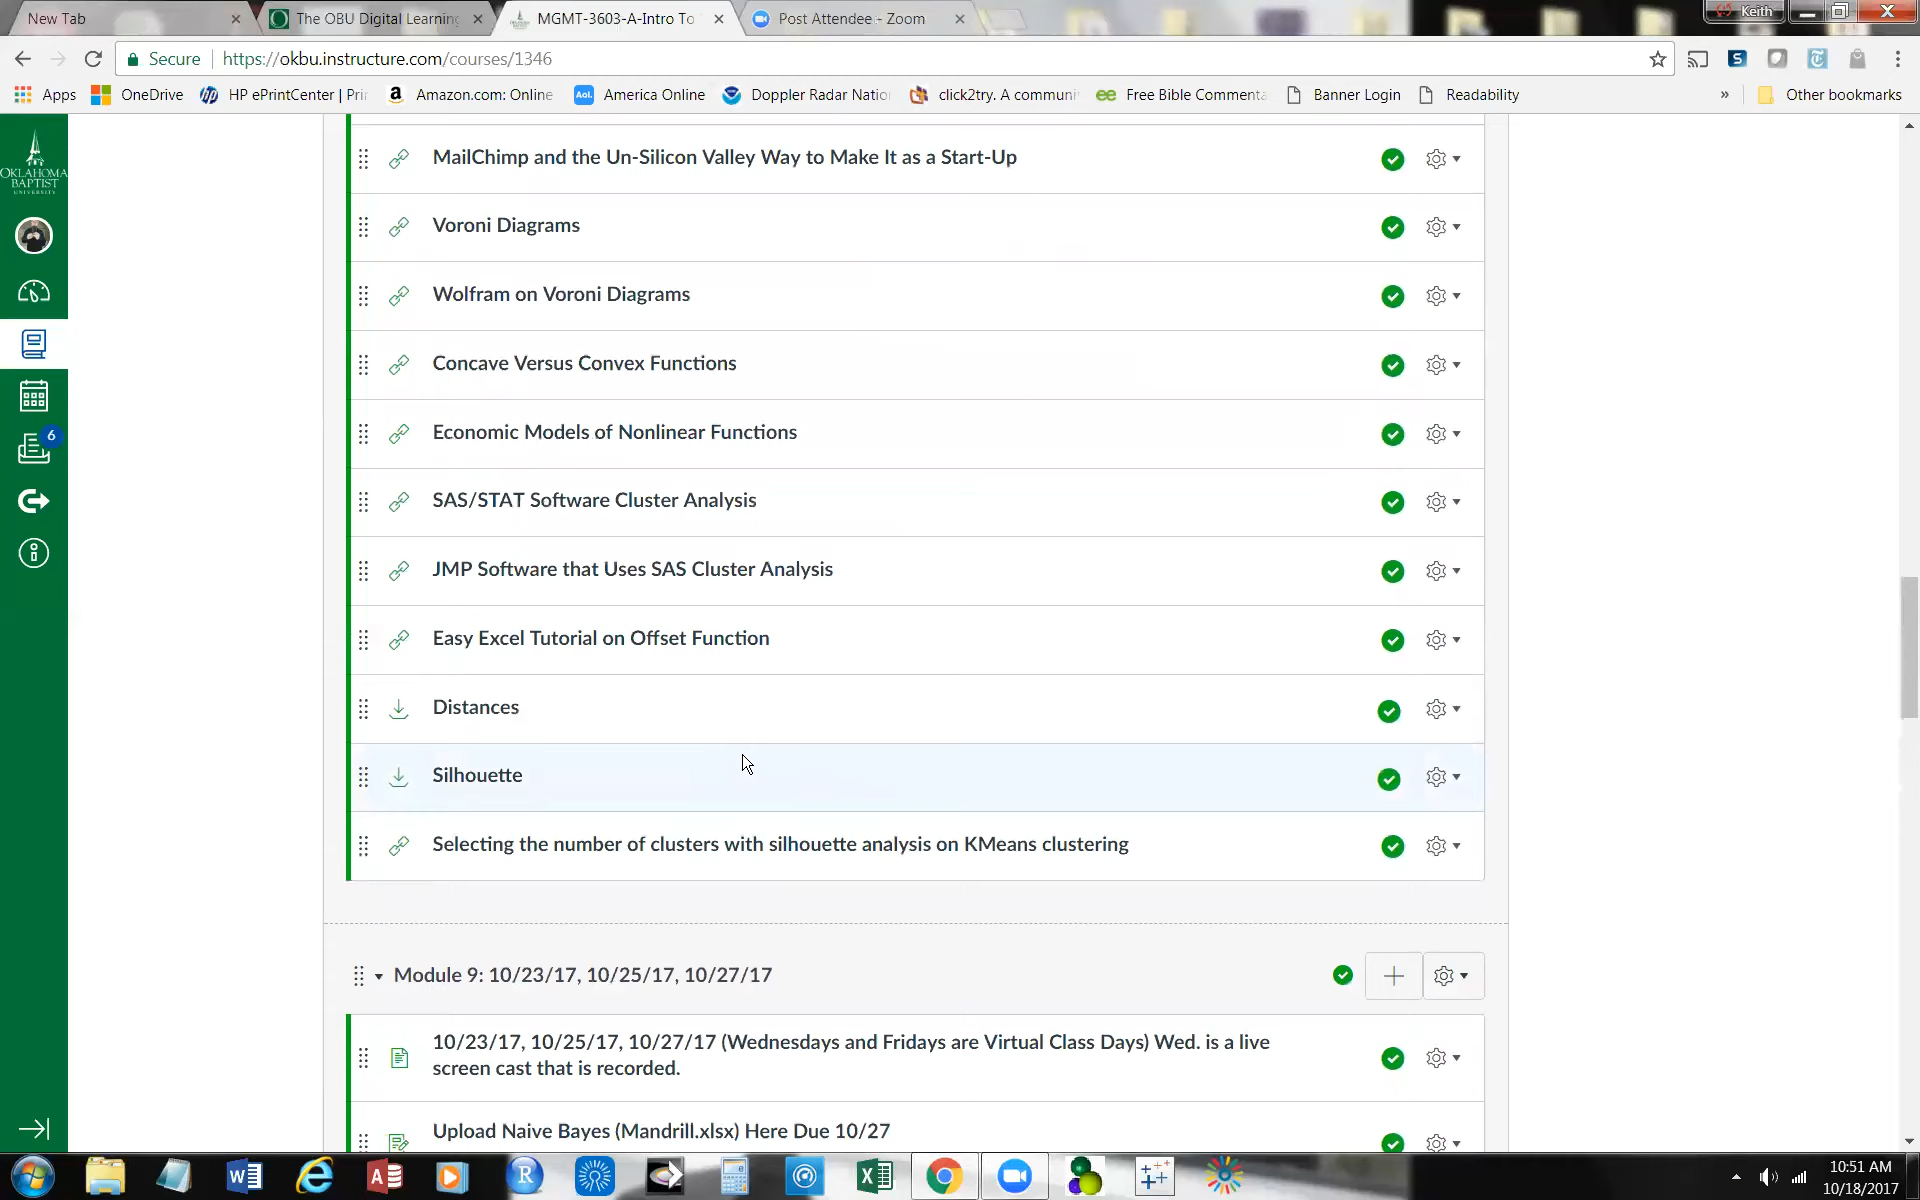 New Tab
The OBU Digital Learning
MGMT-3603-A-Intro To
Post Attendee - Zoom
Keith
Secure
https://okbu.instructure.com/courses/1346
Apps
OneDrive
HP ePrintCenter | Pri
Amazon.com: Online
America Online
Doppler Radar Natio
click2try. A communi
Free Bible Commenta
Banner Login
Readability
»
Other bookmarks
OKLAHOMA
BAPTIST
UNIVERSITY
6
MailChimp and the Un-Silicon Valley Way to Make It as a Start-Up
Voroni Diagrams
Wolfram on Voroni Diagrams
Concave Versus Convex Functions
Economic Models of Nonlinear Functions
SAS/STAT Software Cluster Analysis
JMP Software that Uses SAS Cluster Analysis
Easy Excel Tutorial on Offset Function
Distances
Silhouette
Selecting the number of clusters with silhouette analysis on KMeans clustering
Module 9: 10/23/17, 10/25/17, 10/27/17
10/23/17, 10/25/17, 10/27/17 (Wednesdays and Fridays are Virtual Class Days) Wed. is a live
screen cast that is recorded.
Upload Naive Bayes (Mandrill.xlsx) Here Due 10/27
10:51 AM
10/18/2017